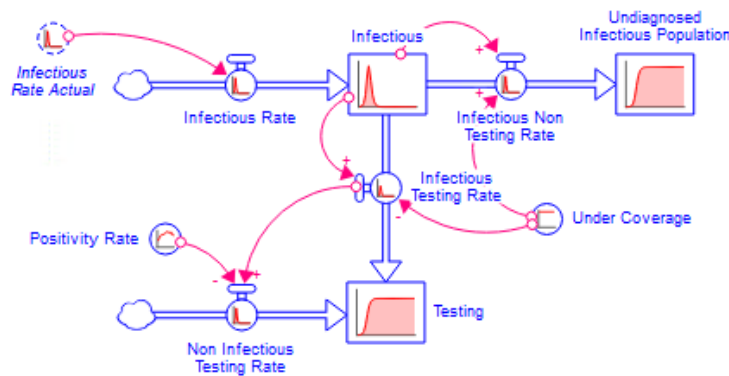 Undiagnosed
Infectious Population
Infectious
Infectious
Rate Actual
Infectious Rate
Infectious Non
Testing Rate
+
+
+
Infectious
Testing Rate
-
Under Coverage
Positivity Rate
-
+
Testing
Non Infectious
Testing Rate